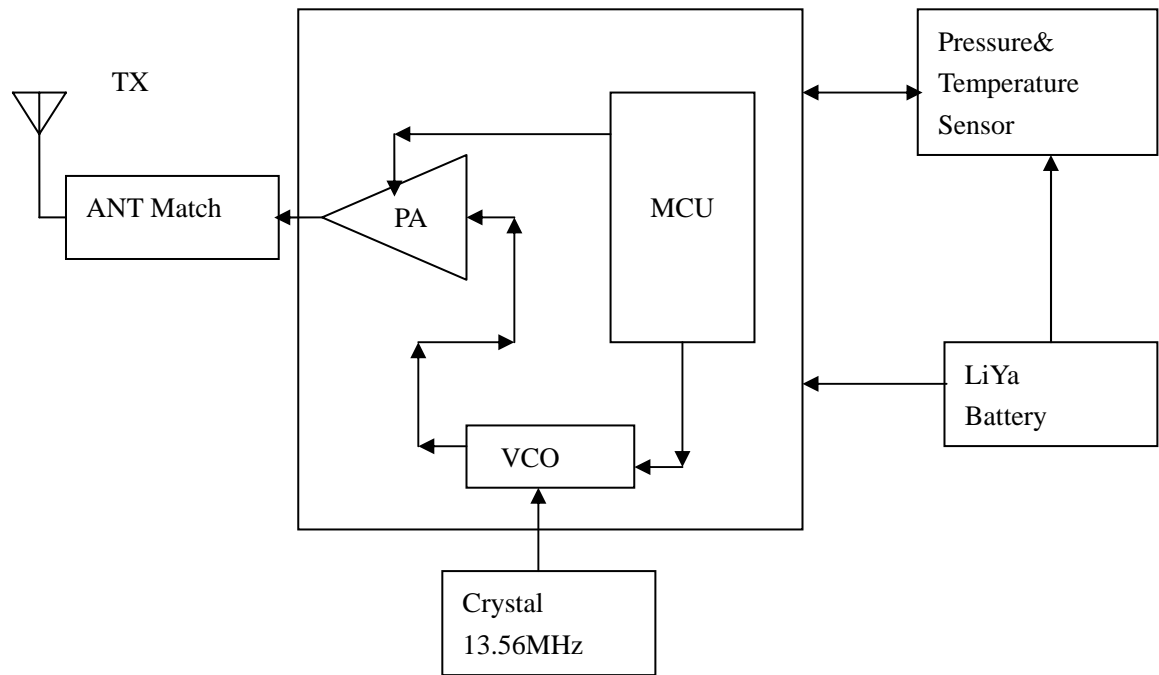 TX
Pressure&
Temperature
Sensor
ANT Match
PA
MCU
LiYa
Battery
VCO
Crystal
13.56MHz